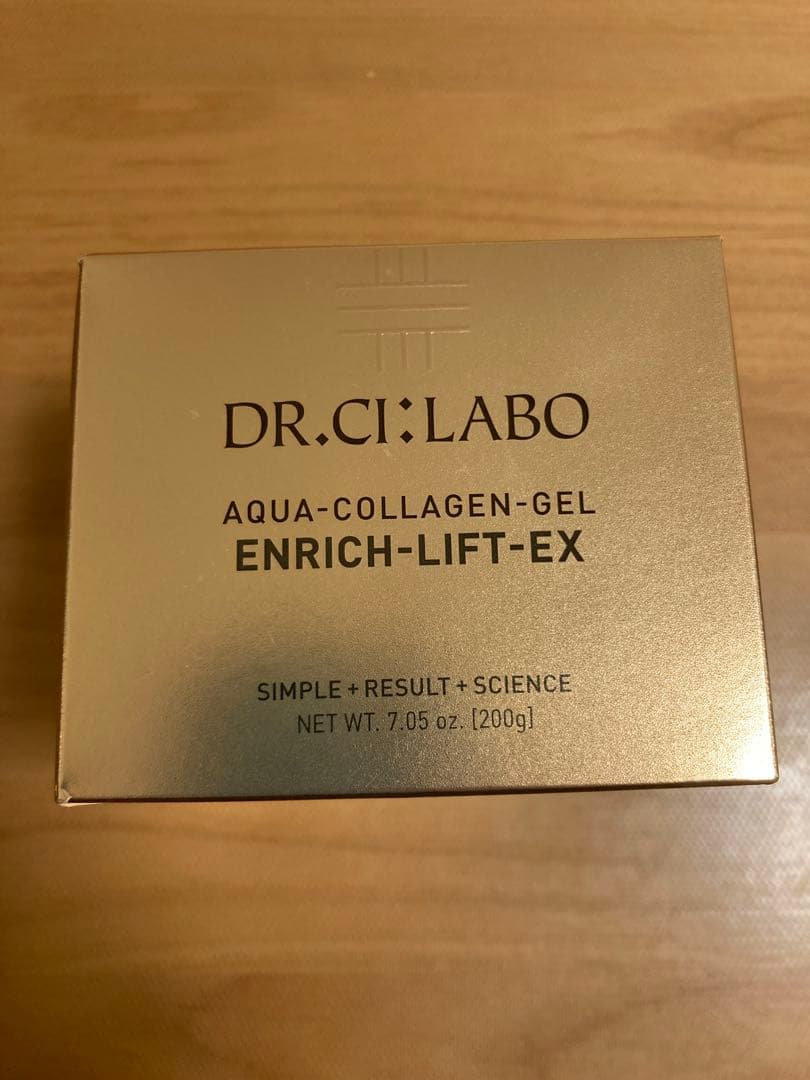 DR.CI:LABO
AQUA-COLLAGEN-GEL
ENRICH-LIFT-EX
SIMPLE+RESULT+SCIENCE
NET WT. 7.05 oz. [200g]